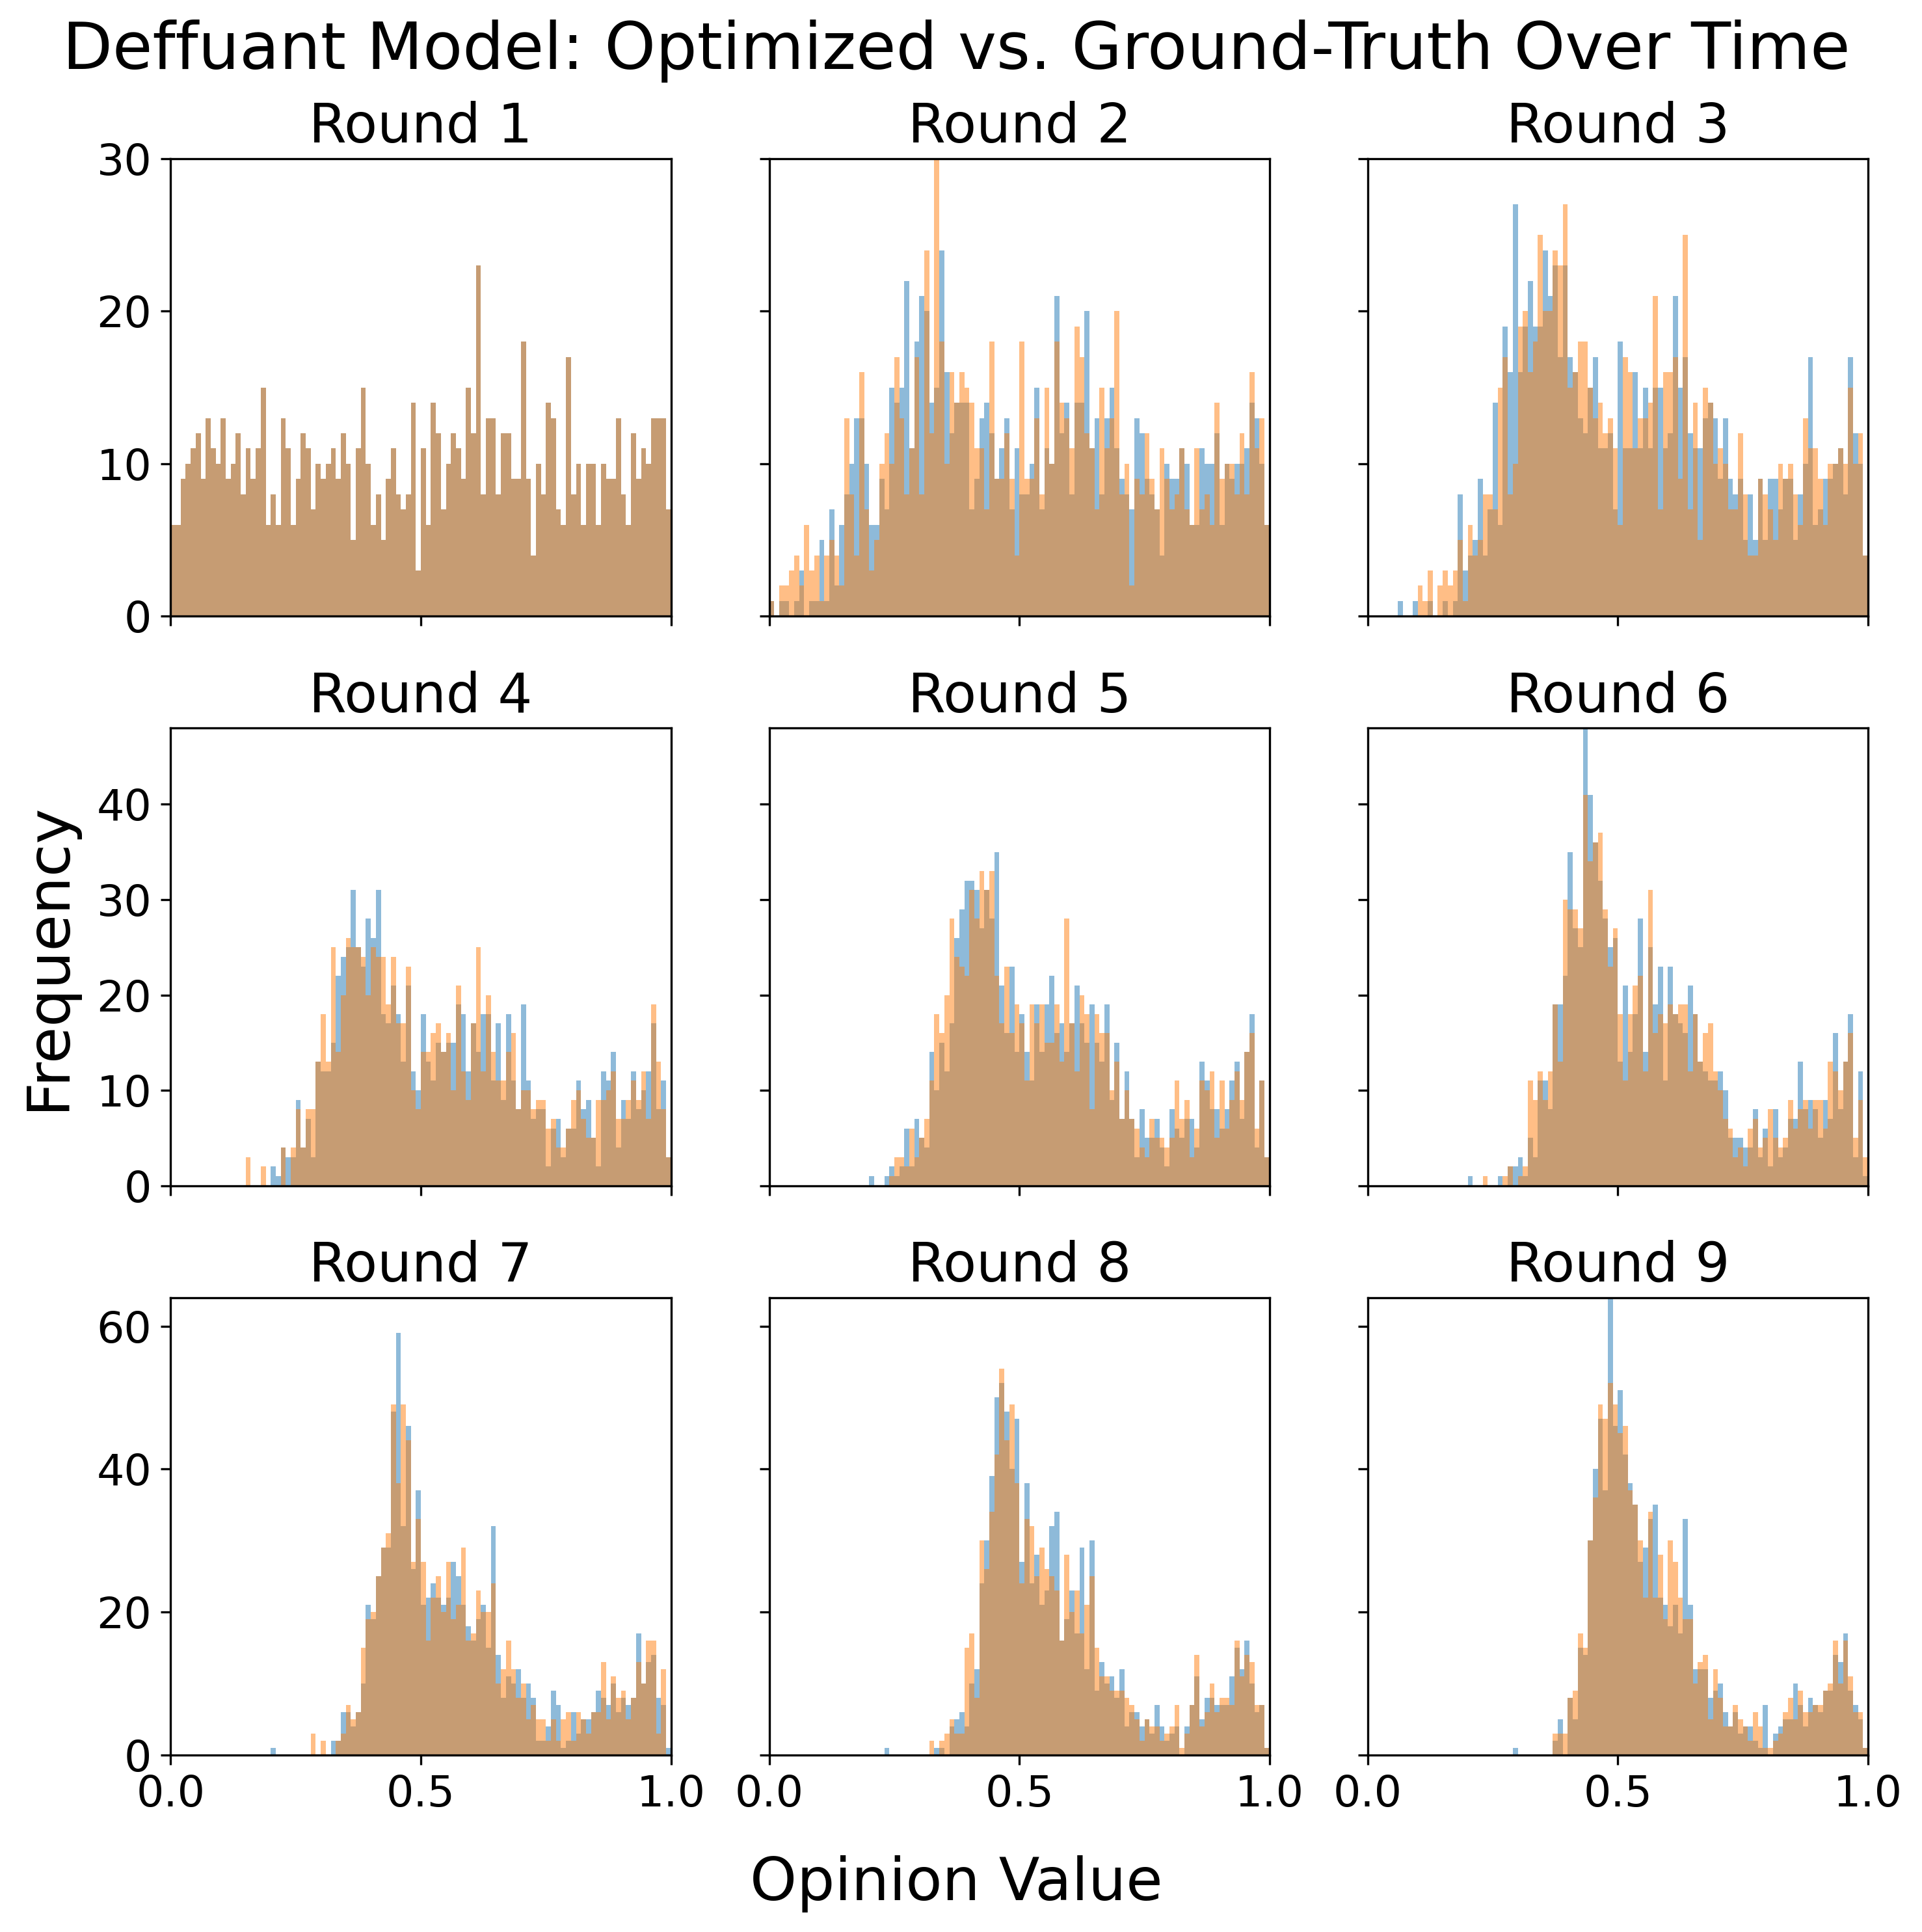 Deffuant Model: Optimized vs. Ground-Truth Over Time
Round 1
Round 2
Round 3
30
20
10
0
Round 4
Round 5
Round 6
40
30
20
10
0
Frequency
Round 7
Round 8
Round 9
60
40
20
0
0.0 0.5 1.0 0.0 0.5 1.0 0.0 0.5 1.0
Opinion Value